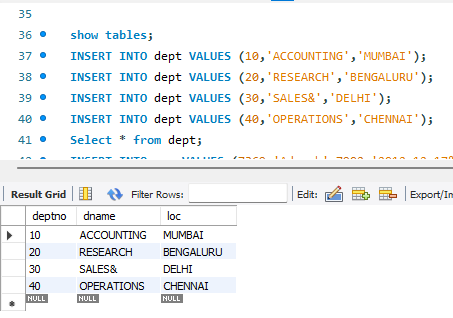 35
36 show tables;
37 INSERT INTO dept VALUES (10,'ACCOUNTING','MUMBAI');
38 INSERT INTO dept VALUES (20,'RESEARCH','BENGALURU');
39 INSERT INTO dept VALUES (30,'SALES&','DELHI');
40 INSERT INTO dept VALUES (40,'OPERATIONS','CHENNAI');
41 Select * from dept;
Result Grid Filter Rows: Edit: Export/Im
deptno dname loc
10 ACCOUNTING MUMBAI
20 RESEARCH BENGALURU
30 SALES& DELHI
40 OPERATIONS CHENNAI
NULL NULL NULL